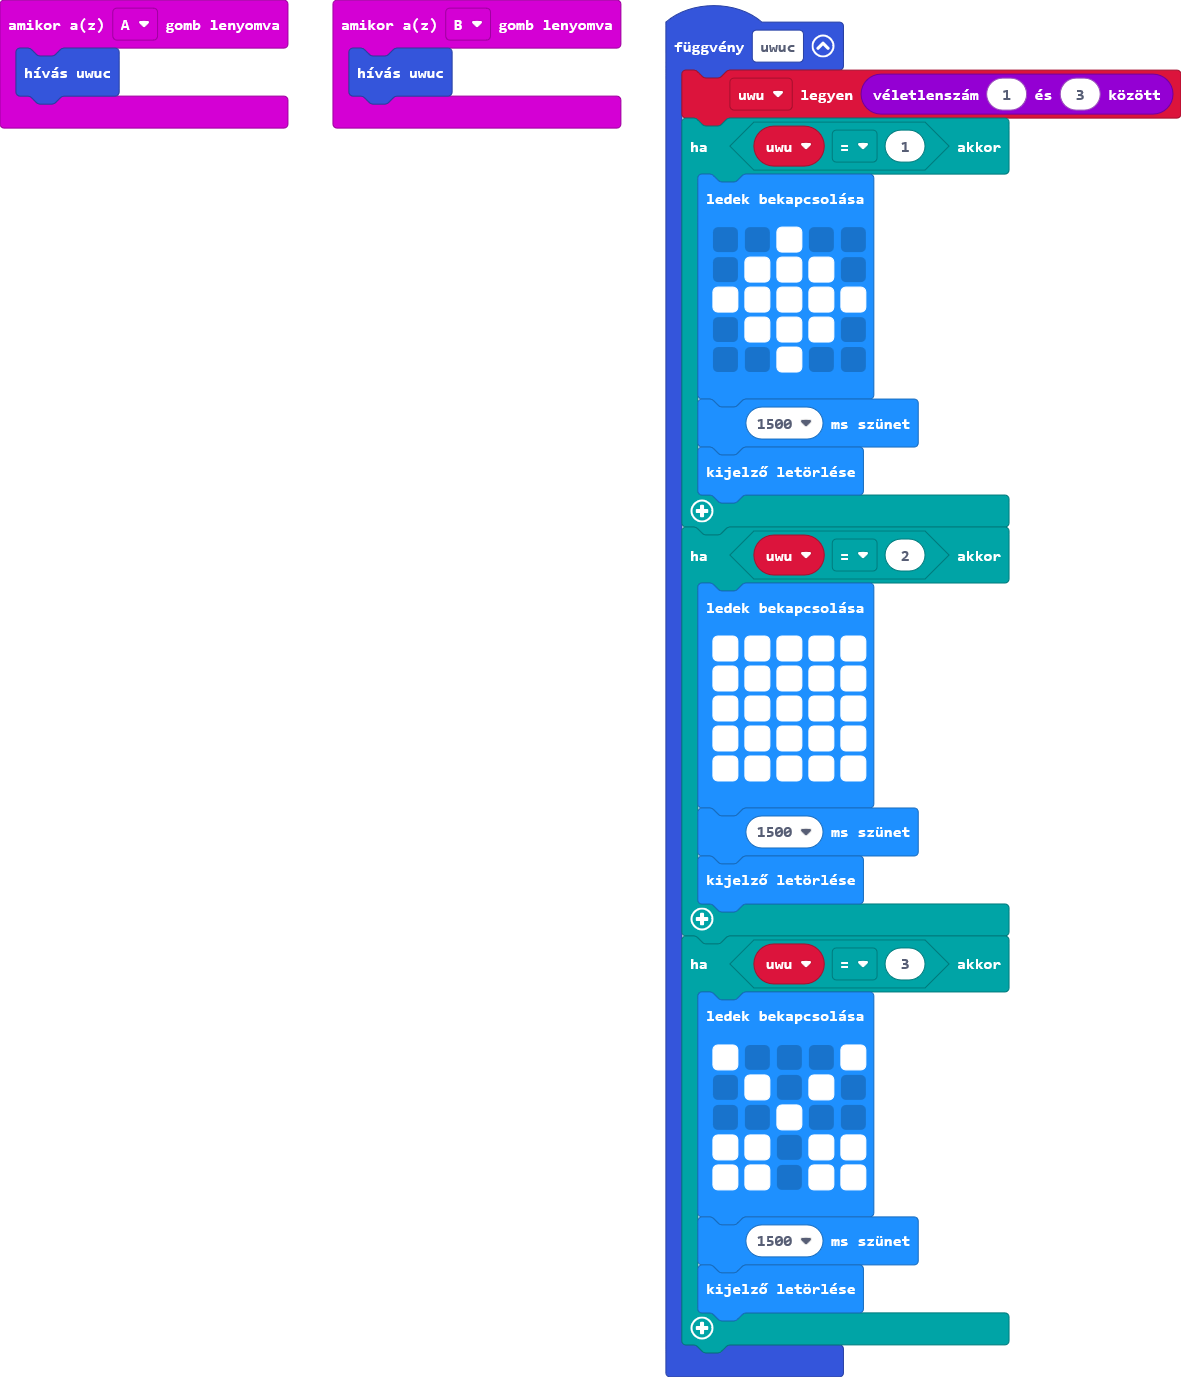 amikor a(z) A gomb lenyomva
hívás uwuc
amikor a(z) B gomb lenyomva
hívás uwuc
függvény uwuc
uwu legyen véletlenszám 1 és 3 között
ha uwu = 1 akkor
ledek bekapcsolása
1500 ms szünet
kijelző letörlése
ha uwu = 2 akkor
ledek bekapcsolása
1500 ms szünet
kijelző letörlése
ha uwu = 3 akkor
ledek bekapcsolása
1500 ms szünet
kijelző letörlése